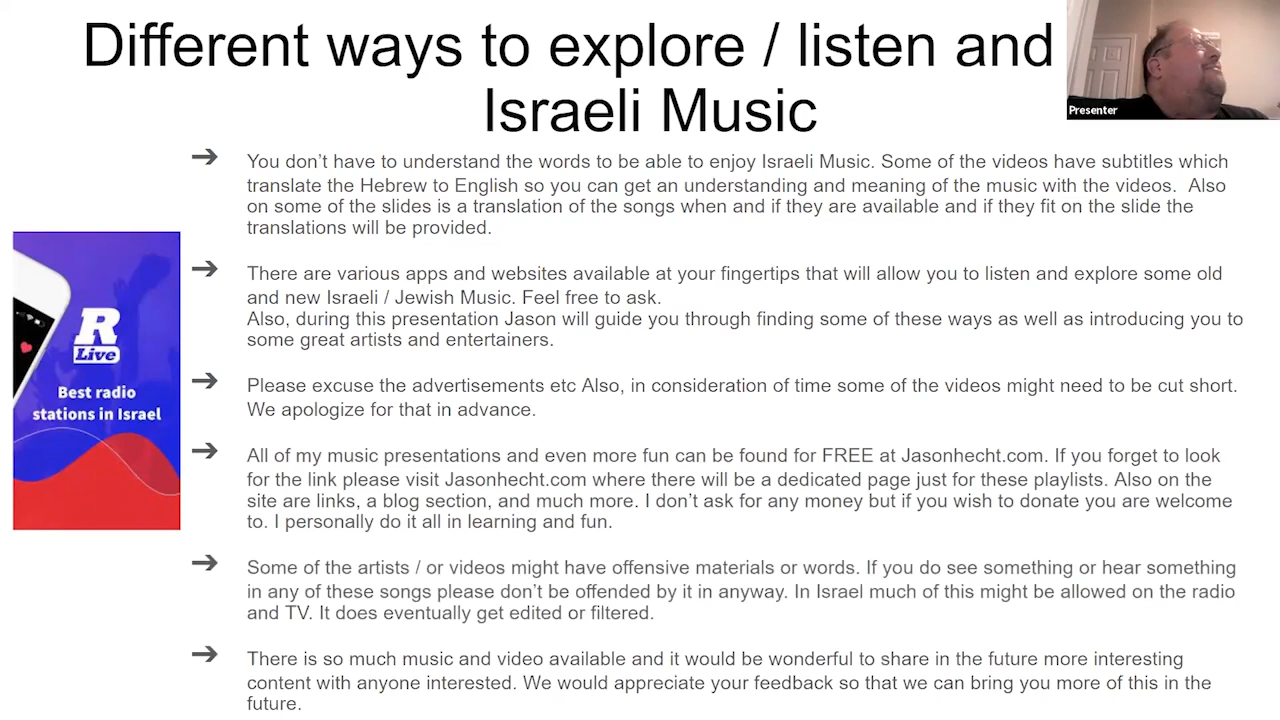 Different ways to explore / listen and
Israeli Music
Presenter
➔ You don’t have to understand the words to be able to enjoy Israeli Music. Some of the videos have subtitles which
translate the Hebrew to English so you can get an understanding and meaning of the music with the videos.  Also
on some of the slides is a translation of the songs when and if they are available and if they fit on the slide the
translations will be provided.
➔ There are various apps and websites available at your fingertips that will allow you to listen and explore some old
and new Israeli / Jewish Music. Feel free to ask.
Also, during this presentation Jason will guide you through finding some of these ways as well as introducing you to
some great artists and entertainers.
R
Live
Best radio
stations in Israel
➔ Please excuse the advertisements etc Also, in consideration of time some of the videos might need to be cut short.
We apologize for that in advance.
➔ All of my music presentations and even more fun can be found for FREE at Jasonhecht.com. If you forget to look
for the link please visit Jasonhecht.com where there will be a dedicated page just for these playlists. Also on the
site are links, a blog section, and much more. I don’t ask for any money but if you wish to donate you are welcome
to. I personally do it all in learning and fun.
➔ Some of the artists / or videos might have offensive materials or words. If you do see something or hear something
in any of these songs please don’t be offended by it in anyway. In Israel much of this might be allowed on the radio
and TV. It does eventually get edited or filtered.
➔ There is so much music and video available and it would be wonderful to share in the future more interesting
content with anyone interested. We would appreciate your feedback so that we can bring you more of this in the
future.